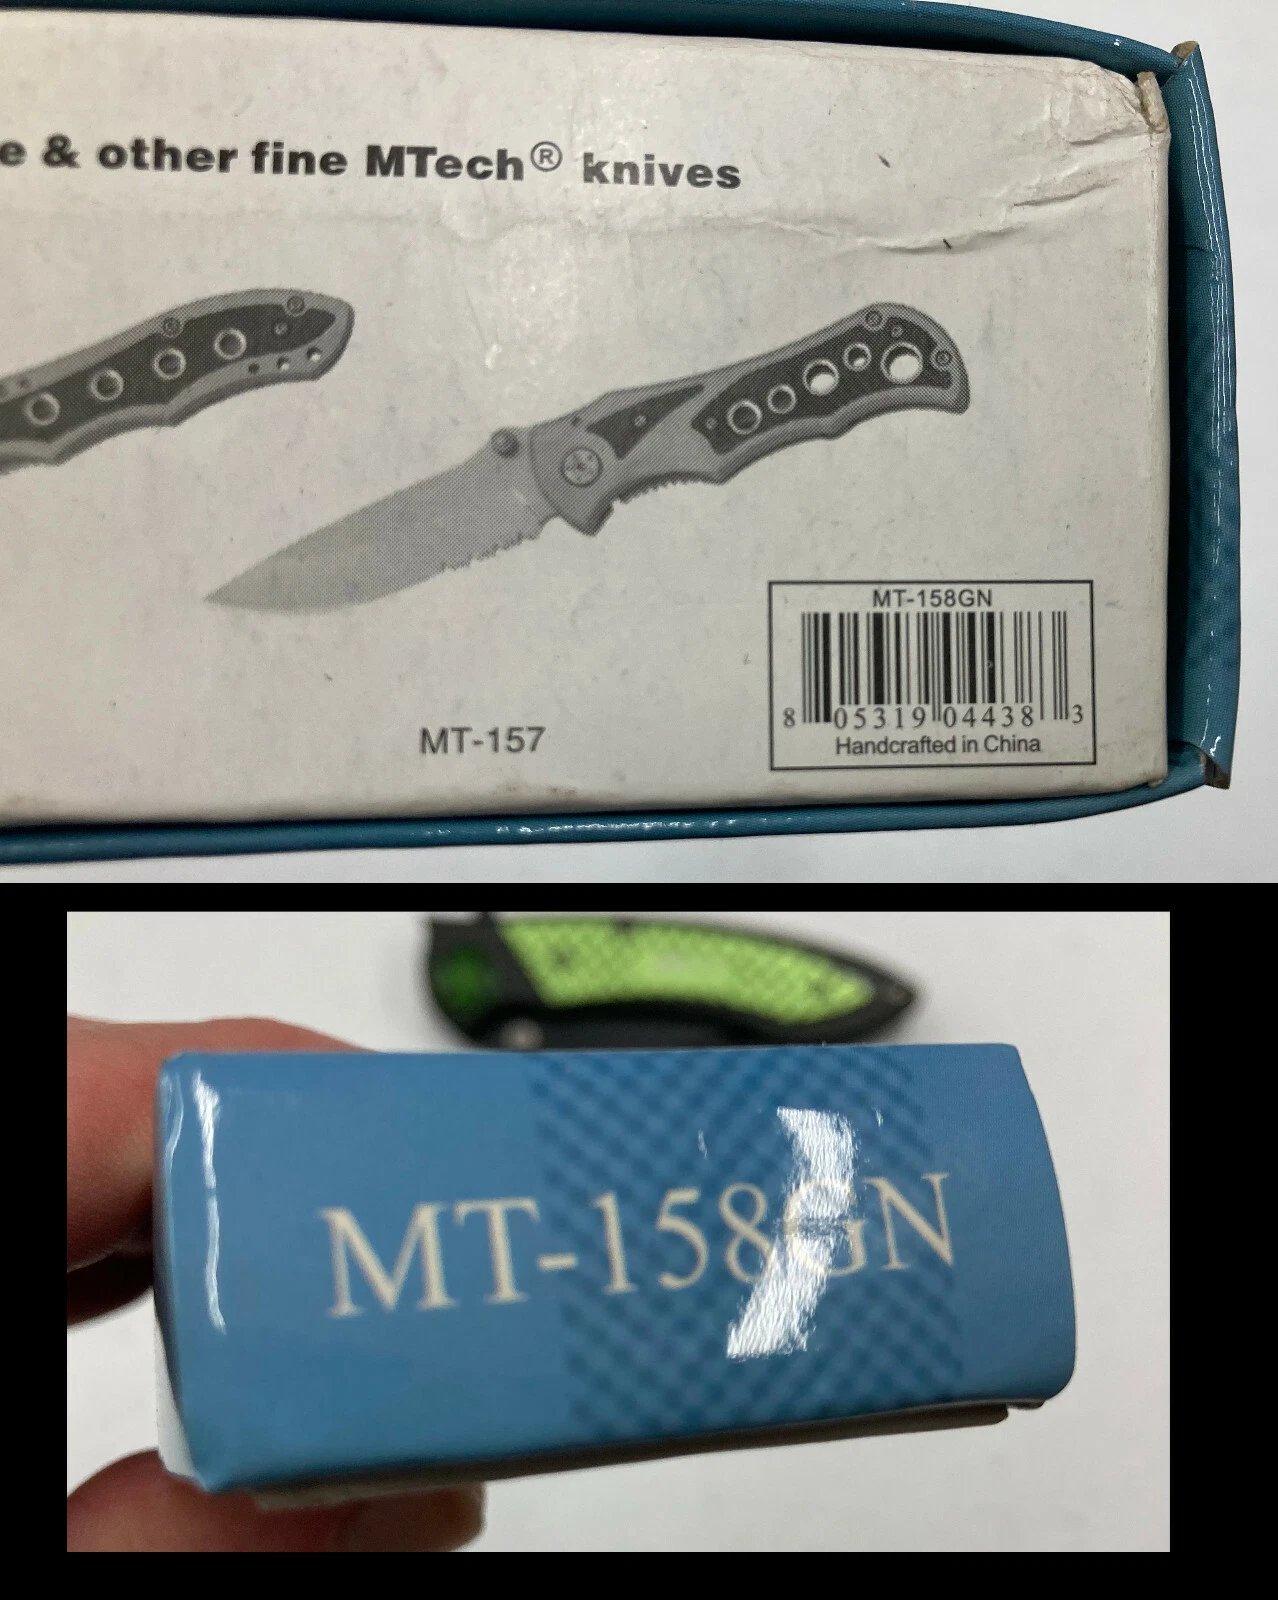 e & other fine MTech® knives
MT-157
MT-158GN
8 05319 04438 3
Handcrafted in China
MT-158GN